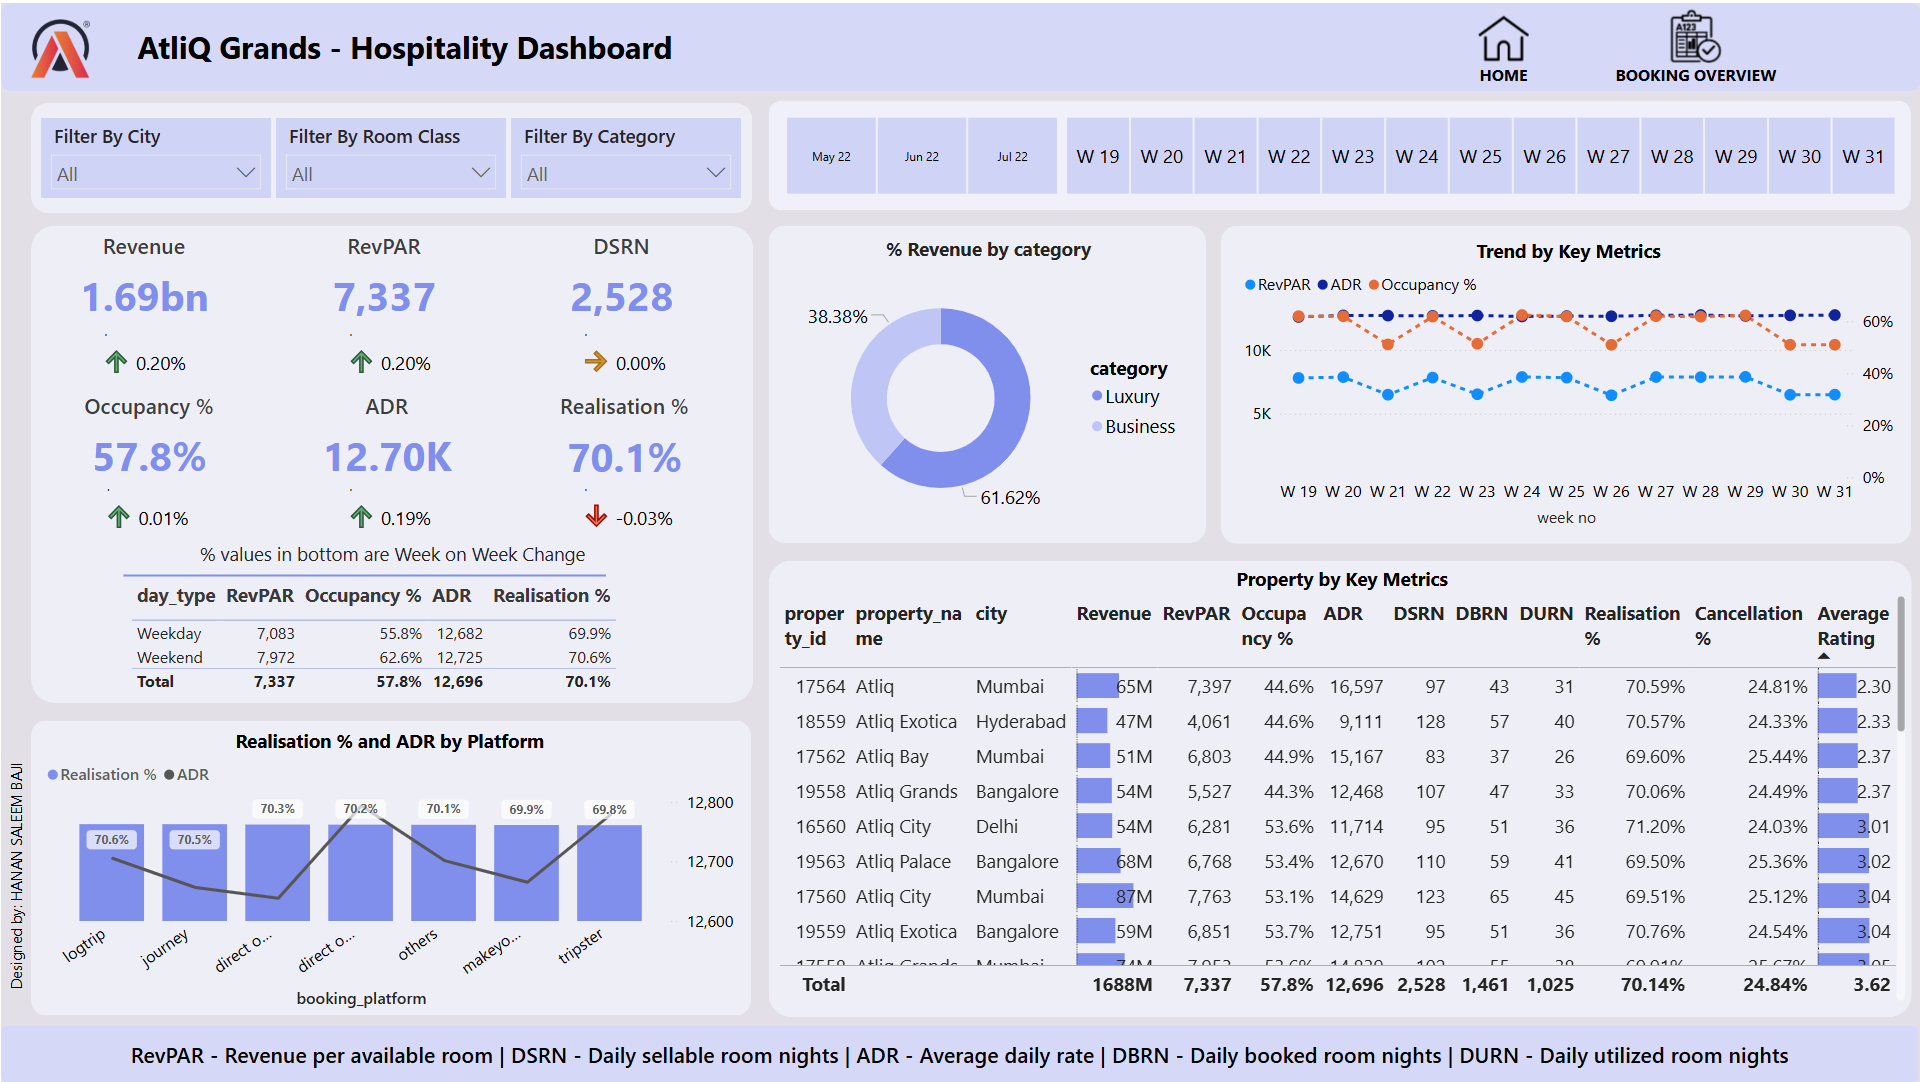 AtliQ Grands - Hospitality Dashboard
HOME
BOOKING OVERVIEW
Filter By City
All
Filter By Room Class
All
Filter By Category
All
May 22 Jun 22 Jul 22 W 19 W 20 W 21 W 22 W 23 W 24 W 25 W 26 W 27 W 28 W 29 W 30 W 31
Revenue RevPAR DSRN
1.69bn 7,337 2,528
0.20% 0.20% 0.00%
Occupancy % ADR Realisation %
57.8% 12.70K 70.1%
0.01% 0.19% -0.03%
% values in bottom are Week on Week Change
day_type RevPAR Occupancy % ADR Realisation %
Weekday 7,083 55.8% 12,682 69.9%
Weekend 7,972 62.6% 12,725 70.6%
Total 7,337 57.8% 12,696 70.1%
% Revenue by category
38.38%
61.62%
category
Luxury
Business
Trend by Key Metrics
RevPAR ADR Occupancy %
10K
5K
60%
40%
20%
0%
W 19 W 20 W 21 W 22 W 23 W 24 W 25 W 26 W 27 W 28 W 29 W 30 W 31
week no
Realisation % and ADR by Platform
Realisation % ADR
70.6% 70.5% 70.3% 70.2% 70.1% 69.9% 69.8%
12,800
12,700
12,600
logtrip journey direct o... direct o... others makeyo... tripster
booking_platform
Designed by: HANAN SALEEM BAJI
Property by Key Metrics
proper property_na city Revenue RevPAR Occupa ADR DSRN DBRN DURN Realisation Cancellation Average
ty_id me ncy % % % Rating
17564 Atliq Mumbai 65M 7,397 44.6% 16,597 97 43 31 70.59% 24.81% 2.30
18559 Atliq Exotica Hyderabad 47M 4,061 44.6% 9,111 128 57 40 70.57% 24.33% 2.33
17562 Atliq Bay Mumbai 51M 6,803 44.9% 15,167 83 37 26 69.60% 25.44% 2.37
19558 Atliq Grands Bangalore 54M 5,527 44.3% 12,468 107 47 33 70.06% 24.49% 2.37
16560 Atliq City Delhi 54M 6,281 53.6% 11,714 95 51 36 71.20% 24.03% 3.01
19563 Atliq Palace Bangalore 68M 6,768 53.4% 12,670 110 59 41 69.50% 25.36% 3.02
17560 Atliq City Mumbai 87M 7,763 53.1% 14,629 123 65 45 69.51% 25.12% 3.04
19559 Atliq Exotica Bangalore 59M 6,851 53.7% 12,751 95 51 36 70.76% 24.54% 3.04
Atliq Grands Mumbai
Total 1688M 7,337 57.8% 12,696 2,528 1,461 1,025 70.14% 24.84% 3.62
RevPAR - Revenue per available room | DSRN - Daily sellable room nights | ADR - Average daily rate | DBRN - Daily booked room nights | DURN - Daily utilized room nights